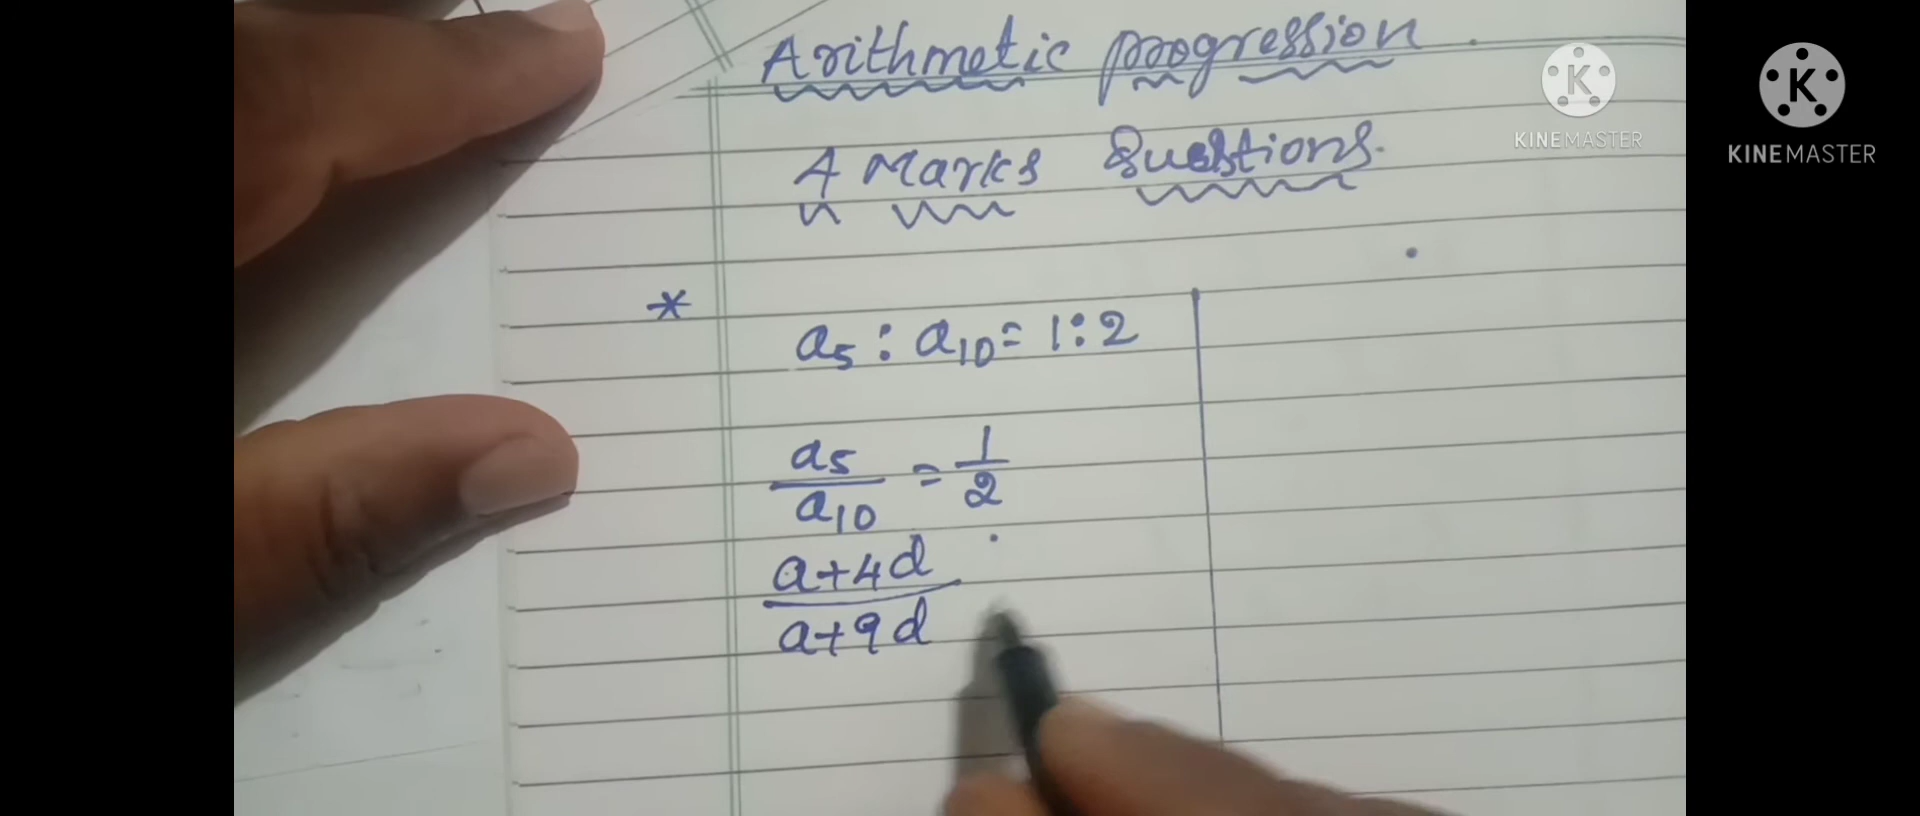 Arithmetic progression.
4 Marks Questions.
*
a₅ : a₁₀ = 1:2
a₅/a₁₀ = 1/2
a+4d/a+9d
KINEMASTER
KINEMASTER